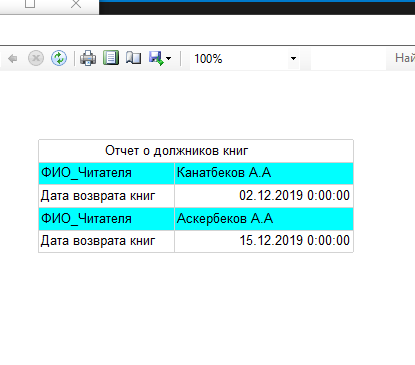 100%
Най
Отчет о должников книг
ФИО_Читателя Канатбеков А.А
Дата возврата книг 02.12.2019 0:00:00
ФИО_Читателя Аскербеков А.А
Дата возврата книг 15.12.2019 0:00:00